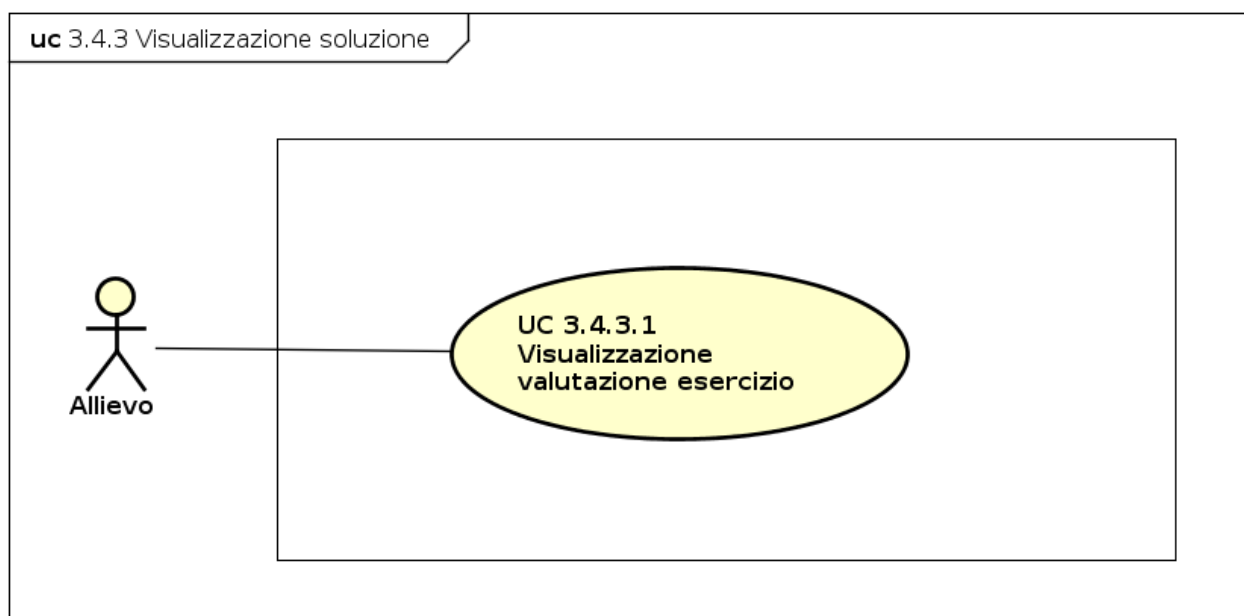 uc 3.4.3 Visualizzazione soluzione
UC 3.4.3.1
Visualizzazione
valutazione esercizio
Allievo